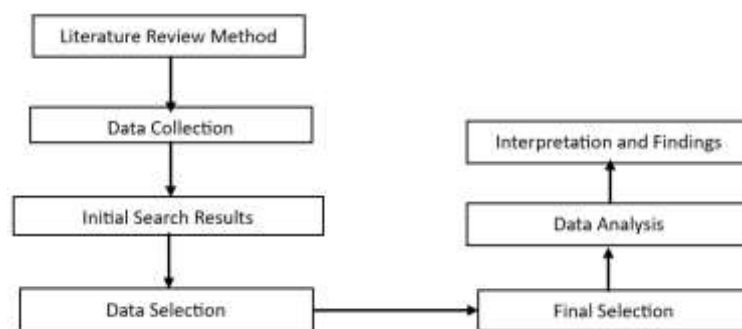 Literature Review Method
Data Collection
Initial Search Results
Data Selection
Final Selection
Data Analysis
Interpretation and Findings